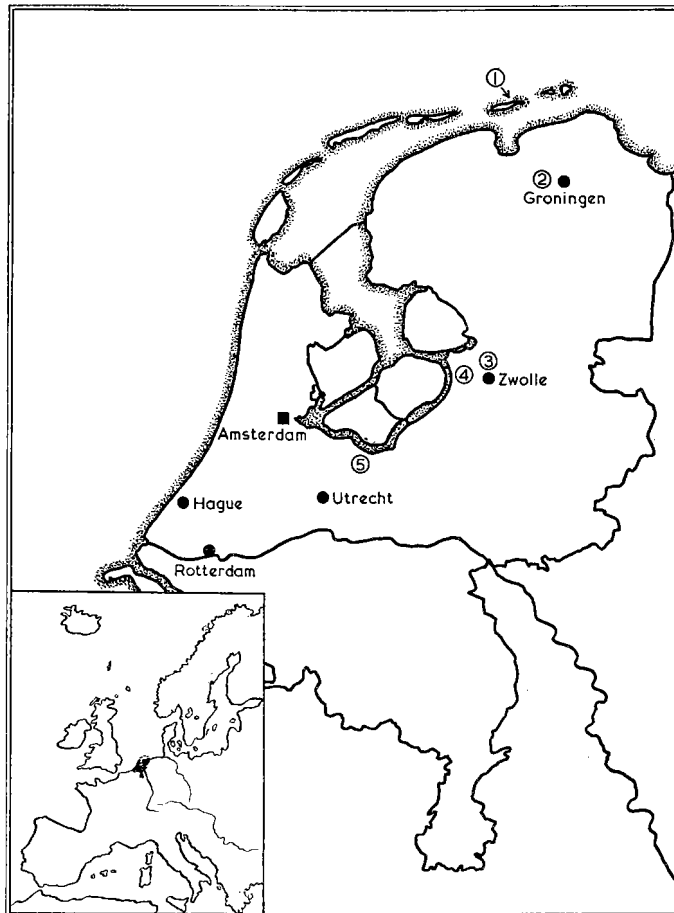 ①
②
Groningen
③
④
Zwolle
Amsterdam
⑤
Hague
Utrecht
Rotterdam